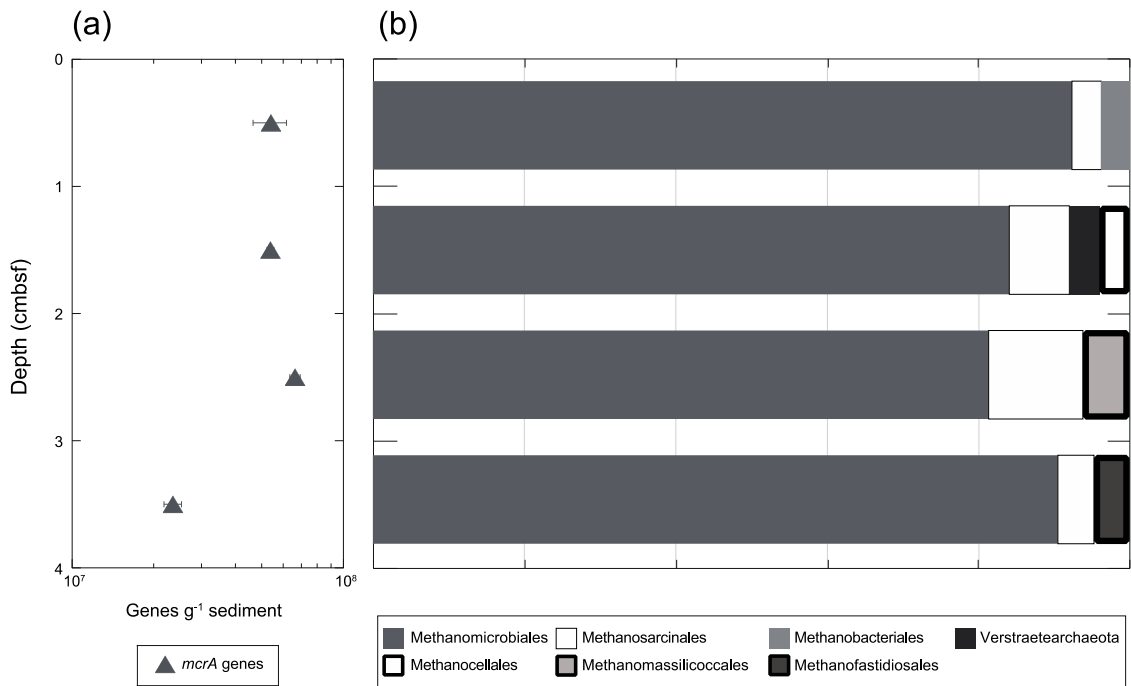 (a)
(b)
0
1
2
3
4
Depth (cmbsf)
10⁷
10⁸
Genes g⁻¹ sediment
mcrA genes
Methanomicrobiales Methanosarcinales Methanobacteriales Verstraetearchaeota
Methanocellales Methanomassilicoccales Methanofastidiosales